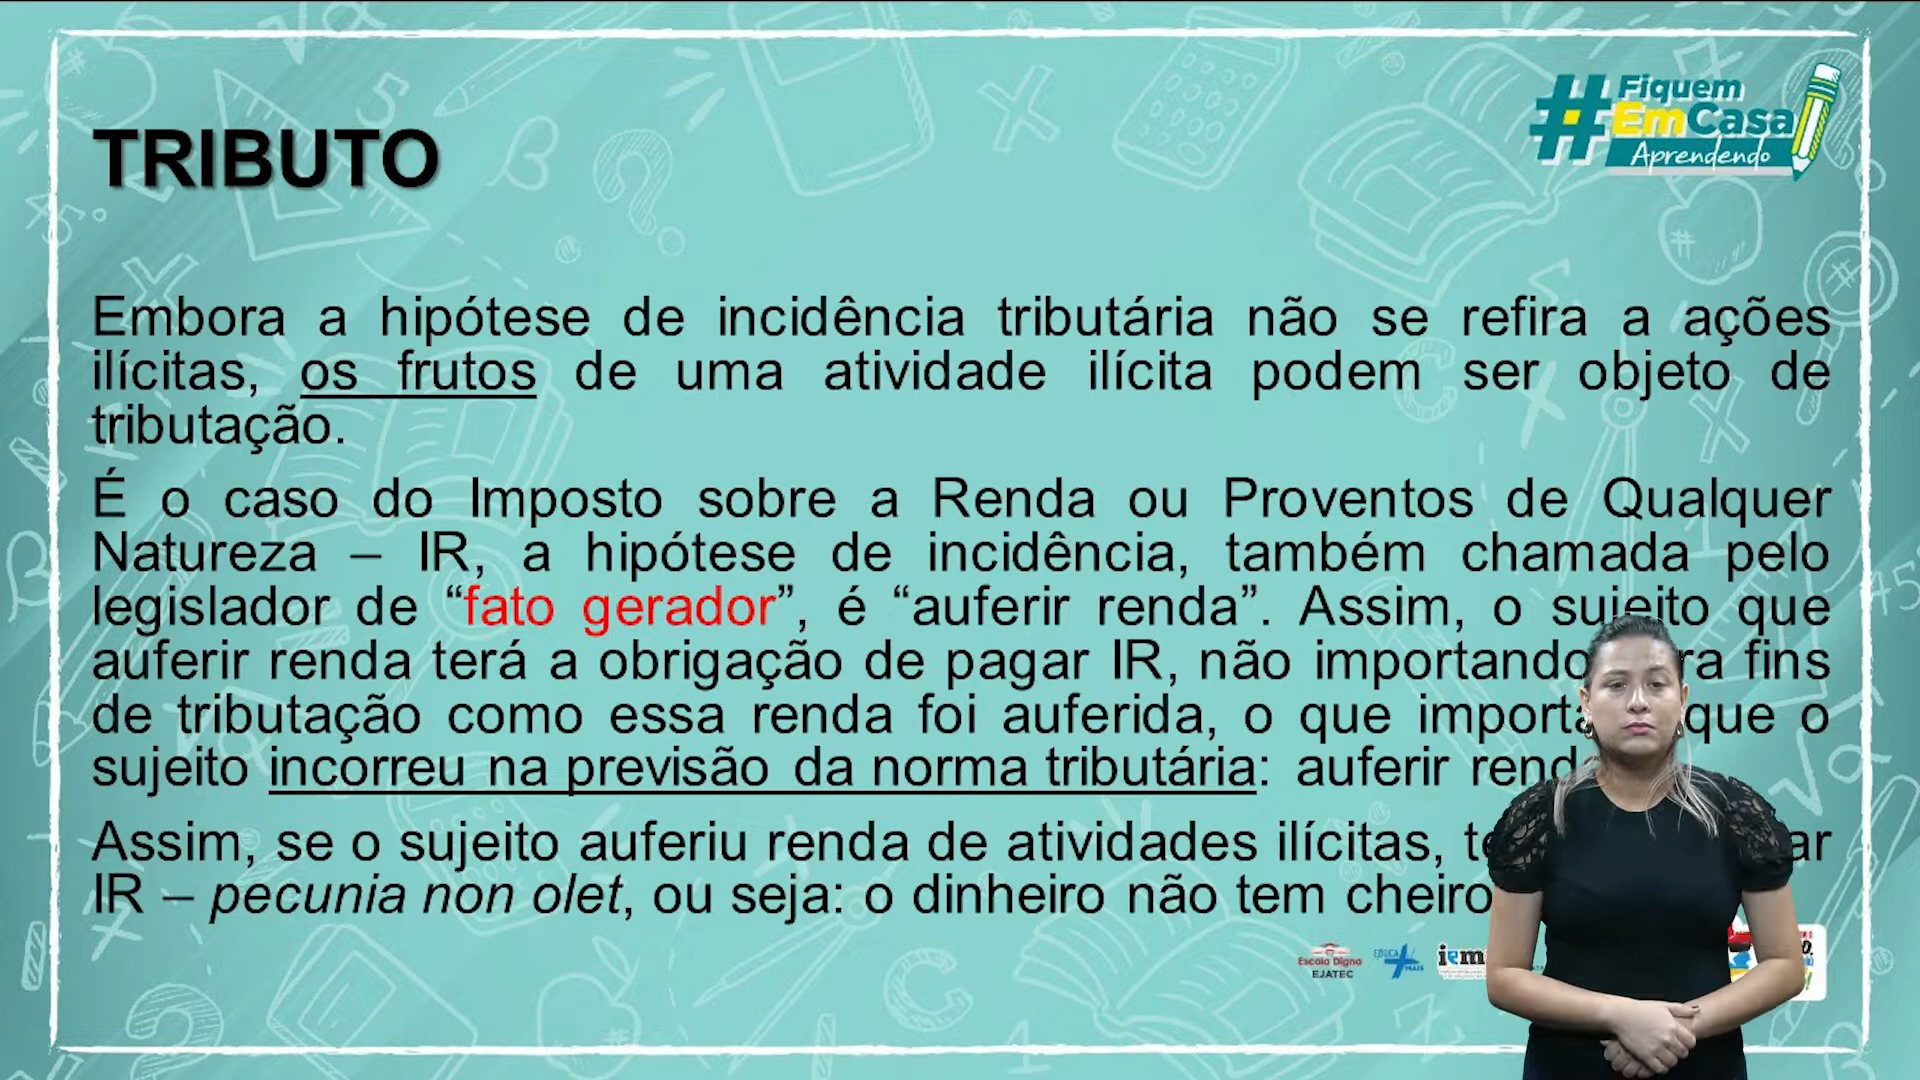 #Fiquem
EmCasa
Aprendendo
TRIBUTO
Embora a hipótese de incidência tributária não se refira a ações
ilícitas, os frutos de uma atividade ilícita podem ser objeto de
tributação.
É o caso do Imposto sobre a Renda ou Proventos de Qualquer
Natureza – IR, a hipótese de incidência, também chamada pelo
legislador de “fato gerador”, é “auferir renda”. Assim, o sujeito que
auferir renda terá a obrigação de pagar IR, não importando fins
de tributação como essa renda foi auferida, o que importa que o
sujeito incorreu na previsão da norma tributária: auferir
Assim, se o sujeito auferiu renda de atividades ilícitas,
IR – pecunia non olet, ou seja: o dinheiro não tem cheiro
Escola Digna
EJATEC
MAIS